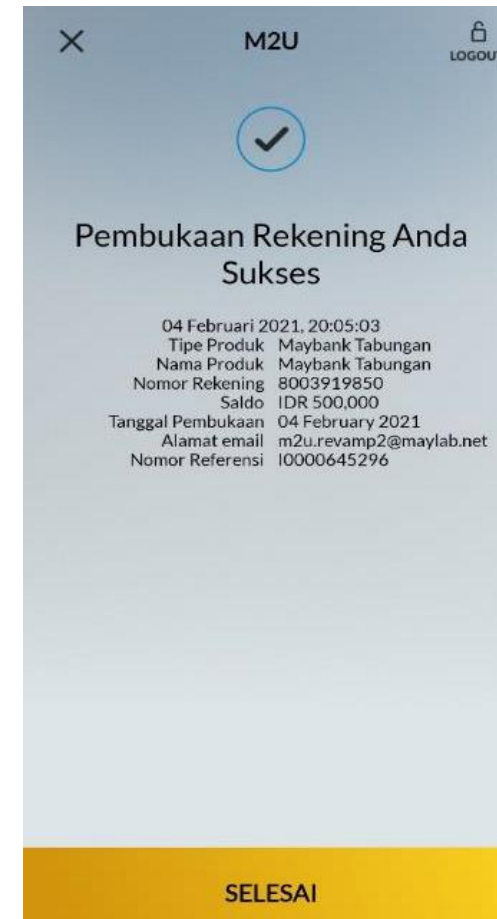 M2U
LOGOU
Pembukaan Rekening Anda
Sukses
04 Februari 2021, 20:05:03
Tipe Produk Maybank Tabungan
Nama Produk Maybank Tabungan
Nomor Rekening 8003919850
Saldo IDR 500,000
Tanggal Pembukaan 04 February 2021
Alamat email m2u.revamp2@maylab.net
Nomor Referensi I0000645296
SELESAI